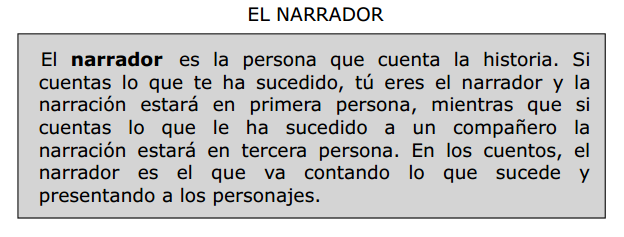 EL NARRADOR
El narrador es la persona que cuenta la historia. Si
cuentas lo que te ha sucedido, tú eres el narrador y la
narración estará en primera persona, mientras que si
cuentas lo que le ha sucedido a un compañero la
narración estará en tercera persona. En los cuentos, el
narrador es el que va contando lo que sucede y
presentando a los personajes.